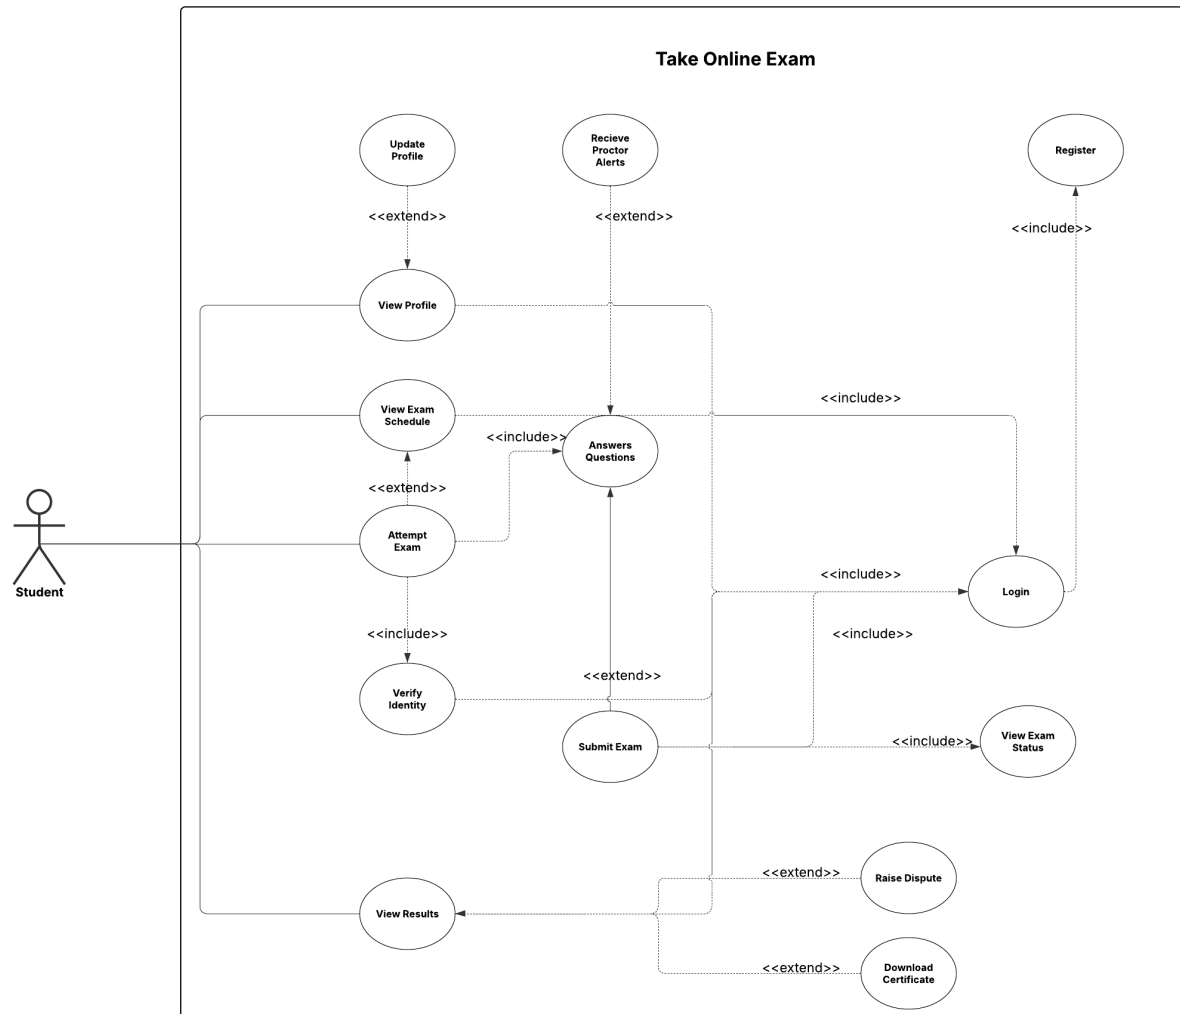 Take Online Exam
Update
Profile
Recieve
Proctor
Alerts
Register
<<extend>>
<<extend>>
<<include>>
View Profile
<<include>>
View Exam
Schedule
<<include>>
Answers
Questions
<<extend>>
Attempt
Exam
Student
<<include>>
Login
<<include>>
<<include>>
<<extend>>
Verify
Identity
Submit Exam
<<include>>
View Exam
Status
<<extend>>
Raise Dispute
View Results
<<extend>>
Download
Certificate